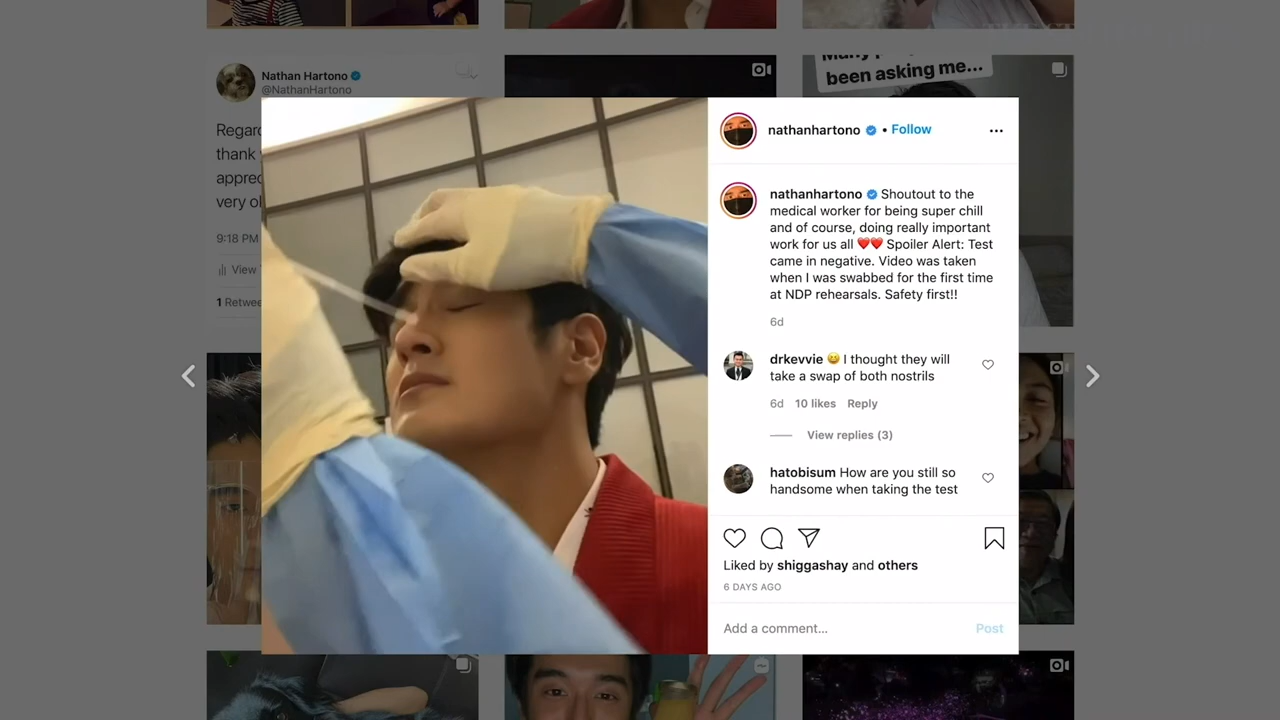 Many p
been asking me...
Nathan Hartono
@NathanHartono
Regard
thank
apprec
very ol
9:18 PM
View
1 Retwee
nathanhartono • Follow
nathanhartono Shoutout to the
medical worker for being super chill
and of course, doing really important
work for us all ❤️❤️ Spoiler Alert: Test
came in negative. Video was taken
when I was swabbed for the first time
at NDP rehearsals. Safety first!!
6d
drkevvie 😆 I thought they will
take a swap of both nostrils
6d 10 likes Reply
View replies (3)
hatobisum How are you still so
handsome when taking the test
Liked by shiggashay and others
6 DAYS AGO
Add a comment... Post